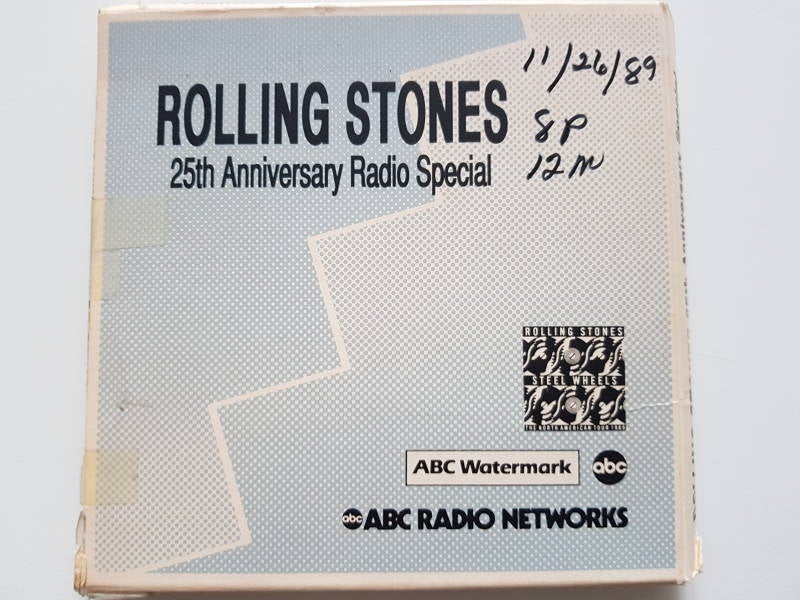 ROLLING STONES
25th Anniversary Radio Special
11/26/89
8P
12M
ROLLING STONES
STEEL WHEELS
THE NORTH AMERICAN TOUR 1989
ABC Watermark
abc
abc ABC RADIO NETWORKS